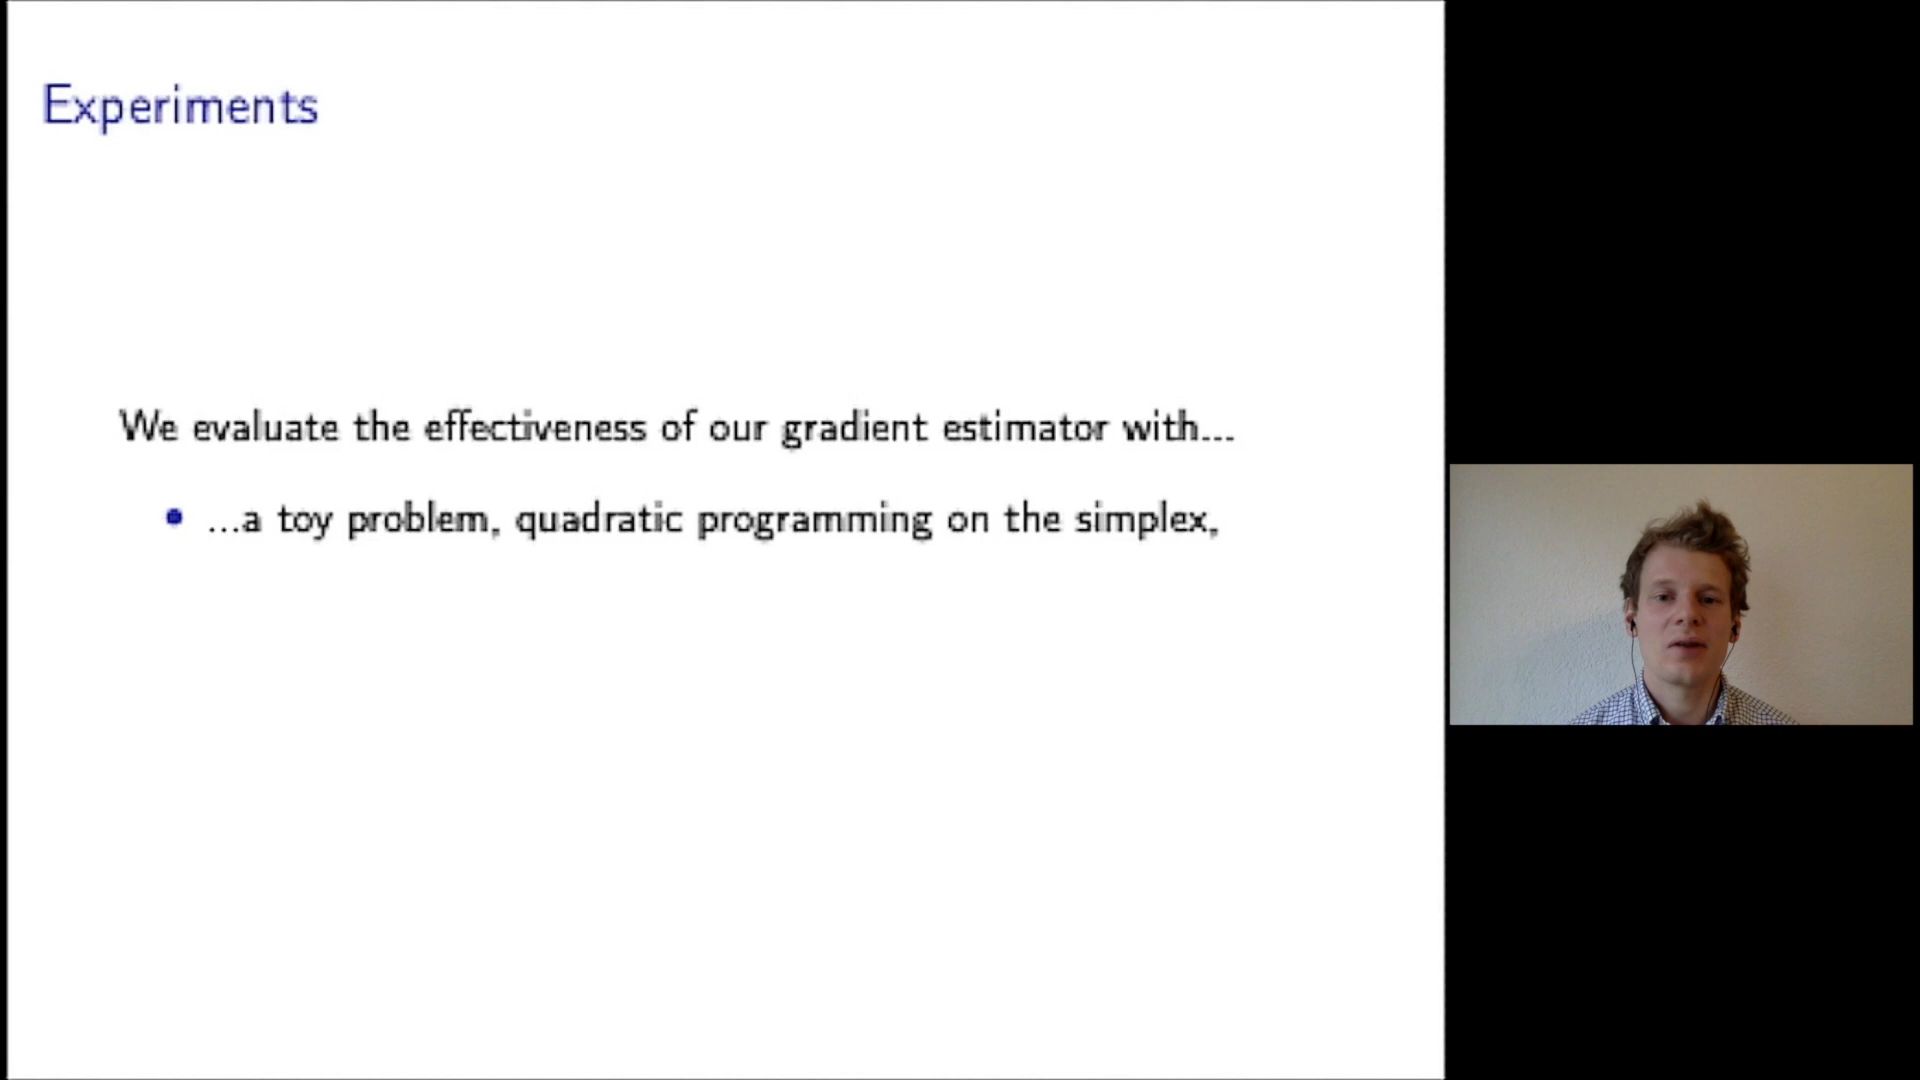 Experiments
We evaluate the effectiveness of our gradient estimator with...
...a toy problem, quadratic programming on the simplex,